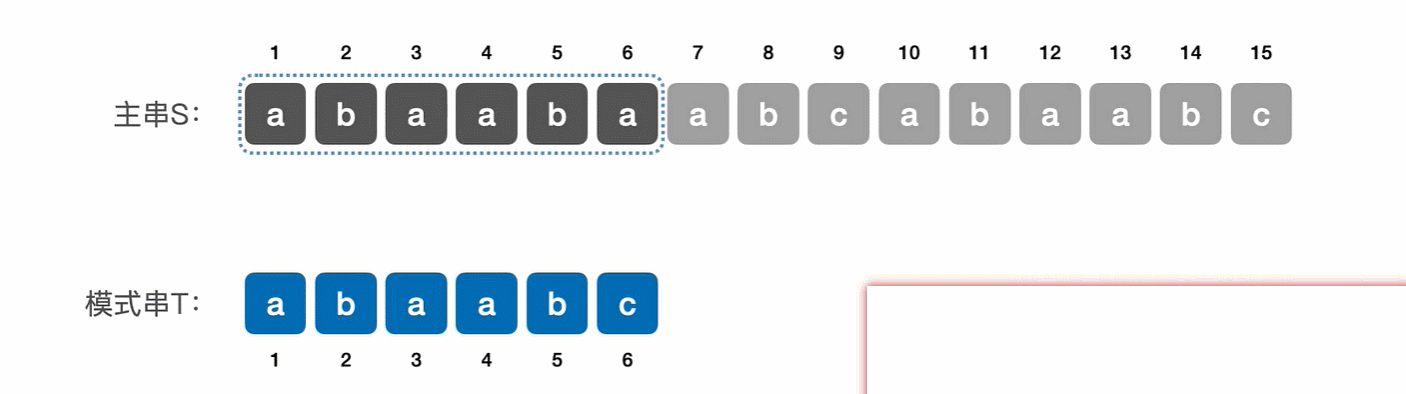 1 2 3 4 5 6 7 8 9 10 11 12 13 14 15
主串S: a b a a b a a b c a b a a b c
模式串T: a b a a b c
1 2 3 4 5 6